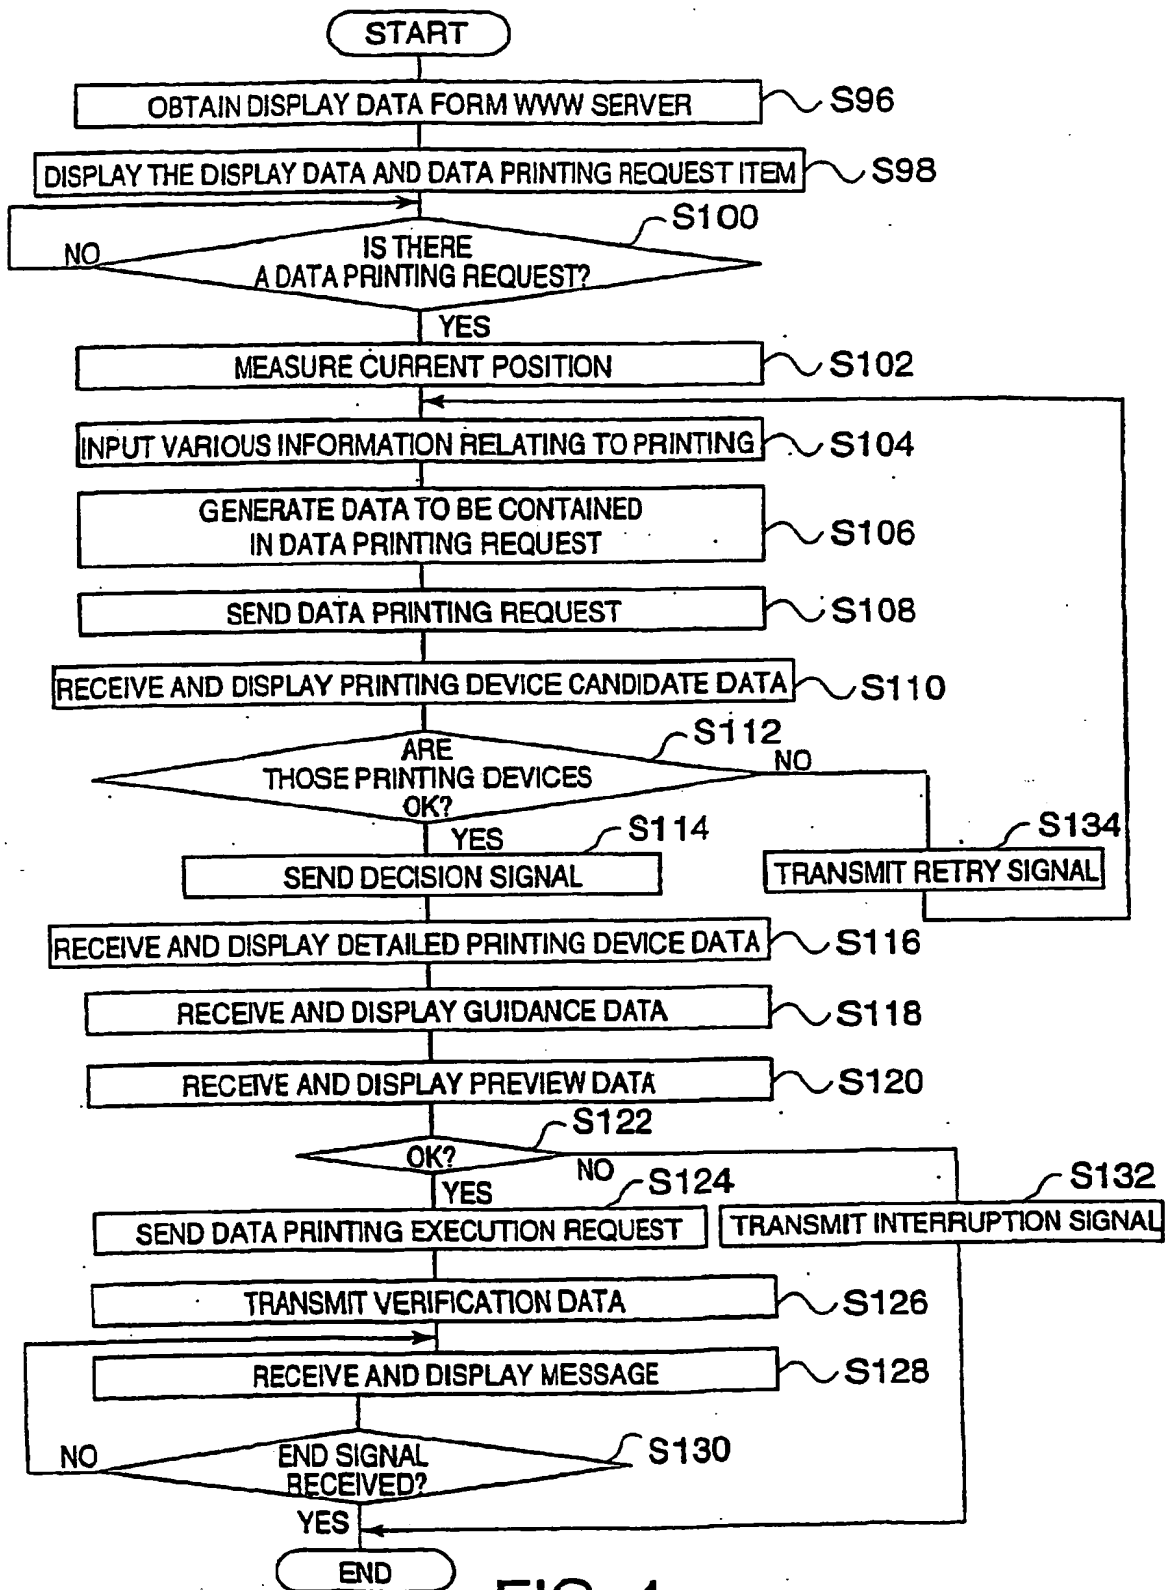 START
OBTAIN DISPLAY DATA FORM WWW SERVER
S96
DISPLAY THE DISPLAY DATA AND DATA PRINTING REQUEST ITEM
S98
S100
IS THERE
A DATA PRINTING REQUEST?
NO
YES
MEASURE CURRENT POSITION
S102
INPUT VARIOUS INFORMATION RELATING TO PRINTING
S104
GENERATE DATA TO BE CONTAINED
IN DATA PRINTING REQUEST
S106
SEND DATA PRINTING REQUEST
S108
RECEIVE AND DISPLAY PRINTING DEVICE CANDIDATE DATA
S110
S112
ARE
THOSE PRINTING DEVICES
OK?
NO
YES
S114
SEND DECISION SIGNAL
S134
TRANSMIT RETRY SIGNAL
RECEIVE AND DISPLAY DETAILED PRINTING DEVICE DATA
S116
RECEIVE AND DISPLAY GUIDANCE DATA
S118
RECEIVE AND DISPLAY PREVIEW DATA
S120
S122
OK?
NO
YES
S124
SEND DATA PRINTING EXECUTION REQUEST
S132
TRANSMIT INTERRUPTION SIGNAL
TRANSMIT VERIFICATION DATA
S126
RECEIVE AND DISPLAY MESSAGE
S128
S130
END SIGNAL
RECEIVED?
NO
YES
END